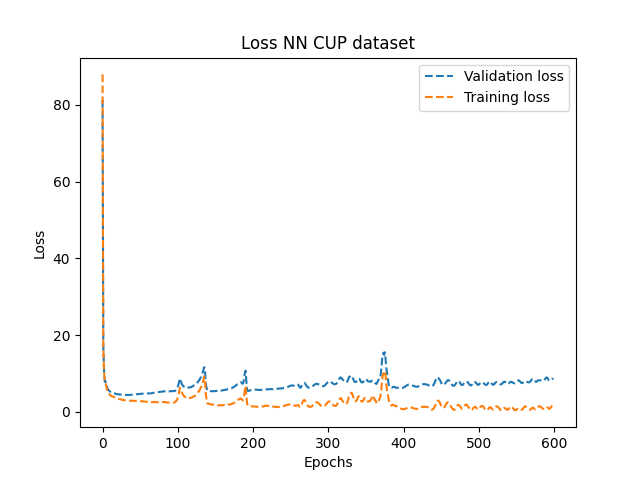 Loss NN CUP dataset
Validation loss
Training loss
80
60
40
20
0
Loss
0 100 200 300 400 500 600
Epochs